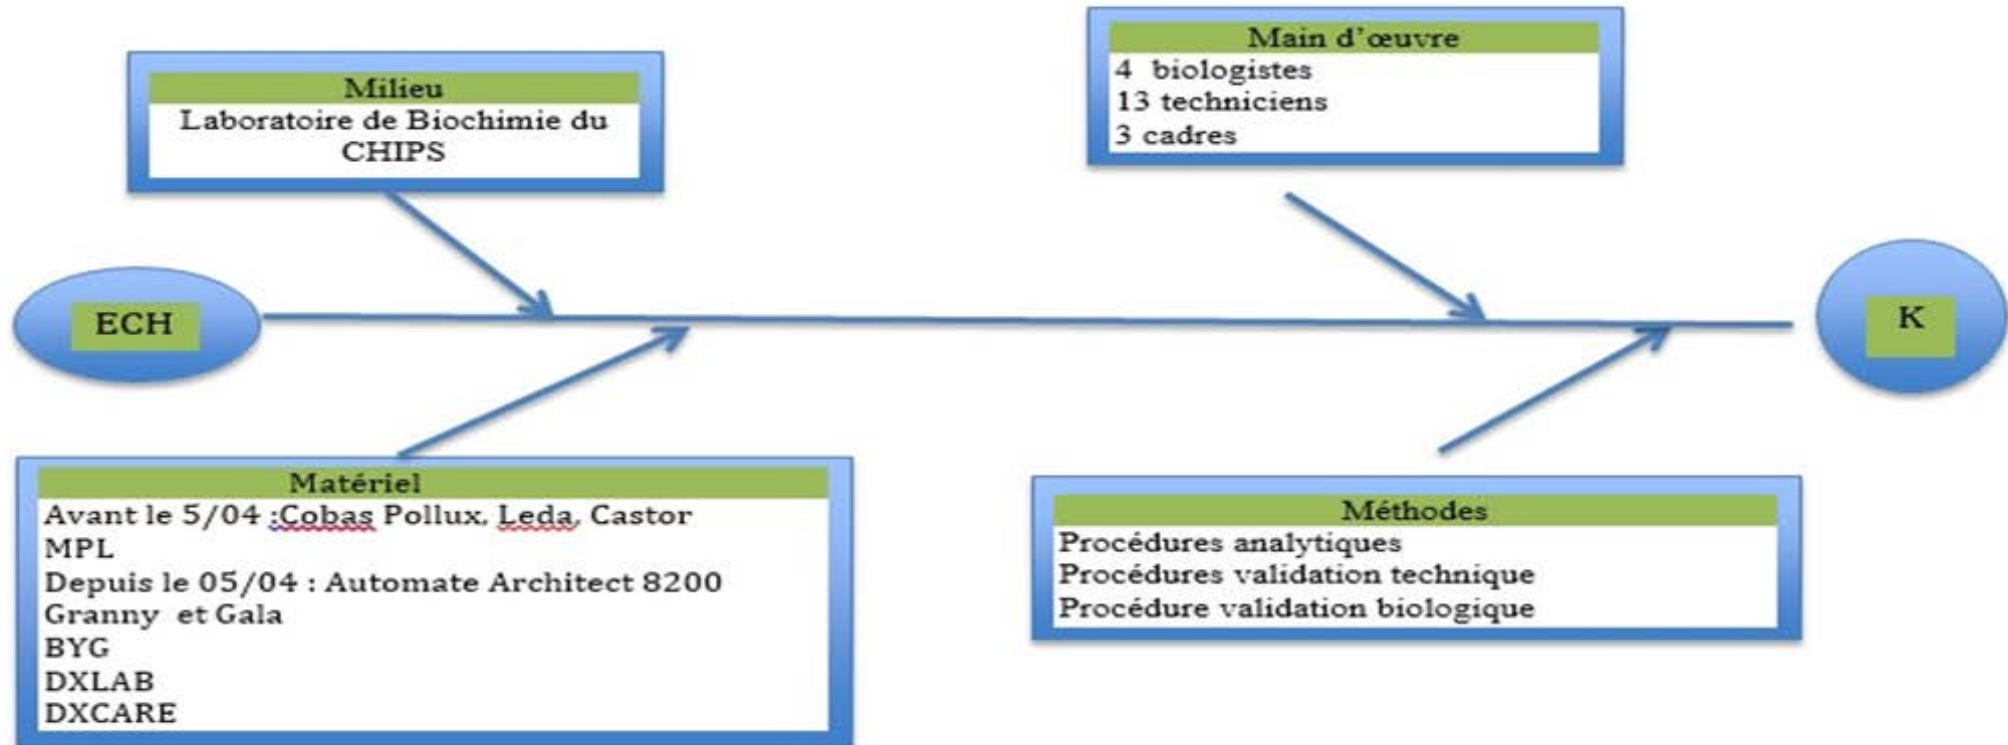 Milieu
Laboratoire de Biochimie du
CHIPS
Main d'œuvre
4 biologistes
13 techniciens
3 cadres
ECH
K
Matériel
Avant le 5/04 :Cobas Pollux, Leda, Castor
MPL
Depuis le 05/04 : Automate Architect 8200
Granny et Gala
BYG
DXLAB
DXCARE
Méthodes
Procédures analytiques
Procédures validation technique
Procédure validation biologique